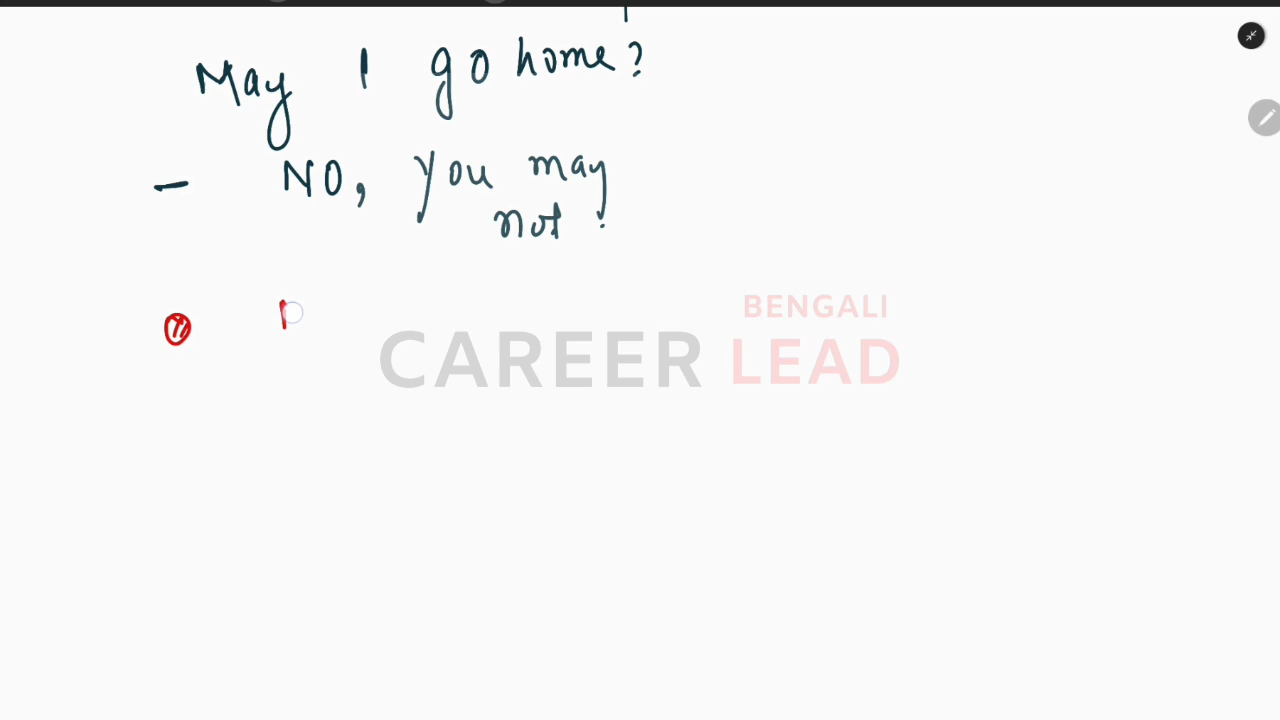 May I go home?
- NO, you may
not.
BENGALI
CAREER LEAD